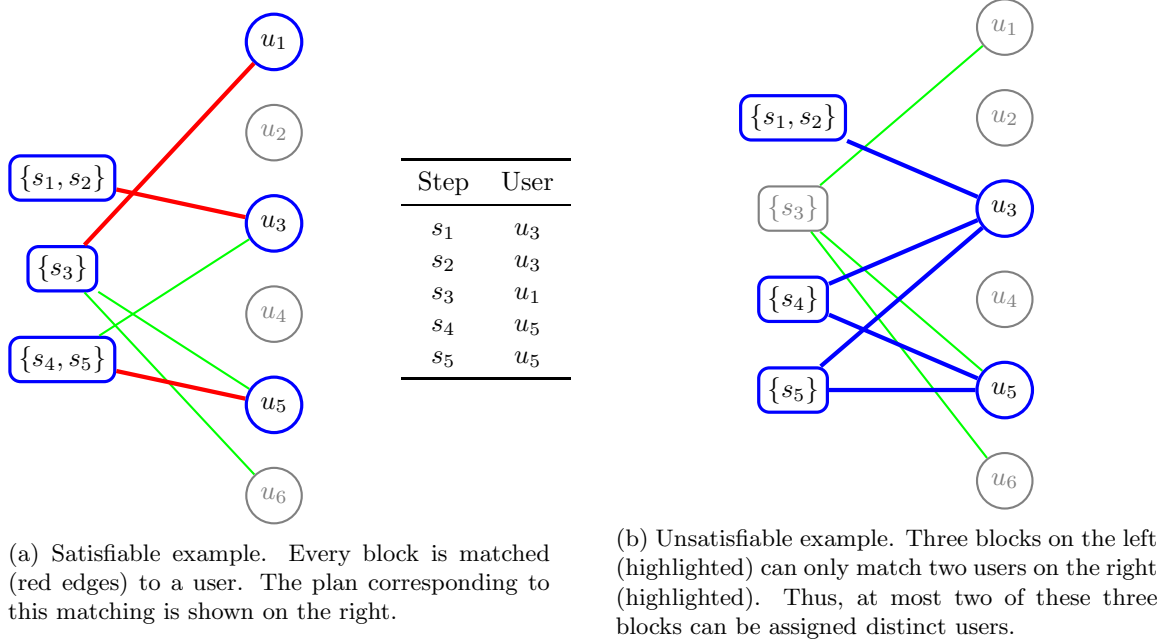 u₁
u₂
{s₁, s₂}
u₃
{s₃}
u₄
{s₄, s₅}
u₅
u₆
Step User
s₁ u₃
s₂ u₃
s₃ u₁
s₄ u₅
s₅ u₅
(a) Satisfiable example. Every block is matched
(red edges) to a user. The plan corresponding to
this matching is shown on the right.
u₁
{s₁, s₂}
u₂
{s₃}
u₃
{s₄}
u₄
{s₅}
u₅
u₆
(b) Unsatisfiable example. Three blocks on the left
(highlighted) can only match two users on the right
(highlighted). Thus, at most two of these three
blocks can be assigned distinct users.